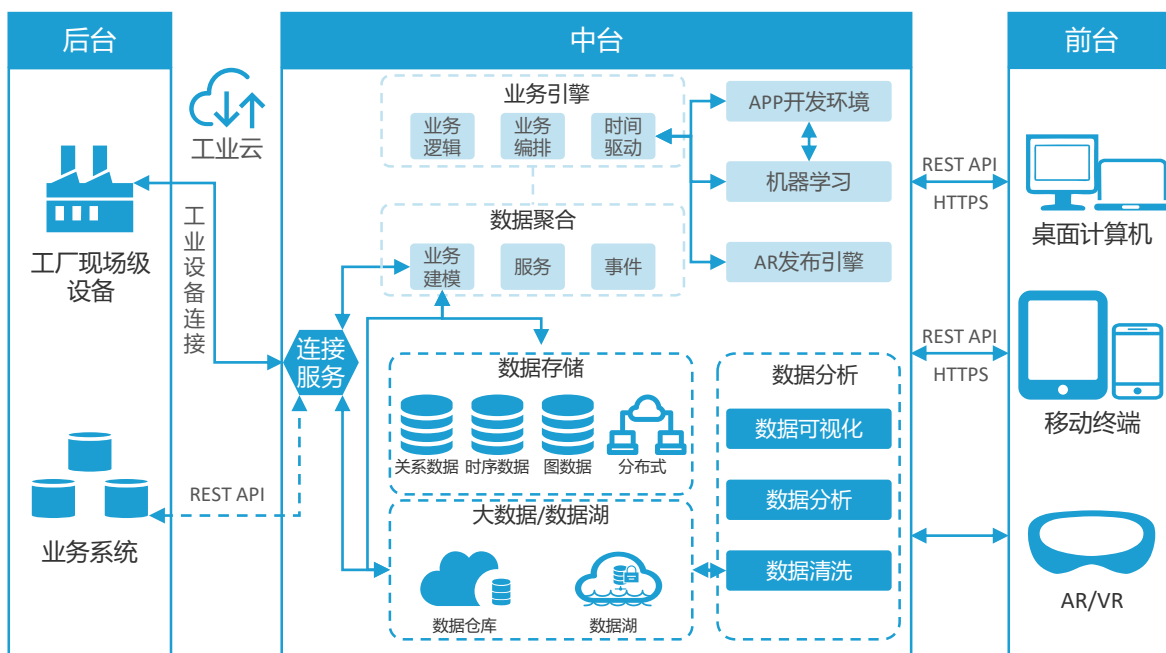 后台
工业云
工厂现场级
设备
工业设备连接
业务系统
REST API
中台
业务引擎
业务
逻辑
业务
编排
时间
驱动
数据聚合
业务
建模
服务
事件
APP开发环境
机器学习
AR发布引擎
连接
服务
数据存储
关系数据
时序数据
图数据
分布式
大数据/数据湖
数据仓库
数据湖
数据分析
数据可视化
数据分析
数据清洗
前台
REST API
HTTPS
桌面计算机
REST API
HTTPS
移动终端
AR/VR